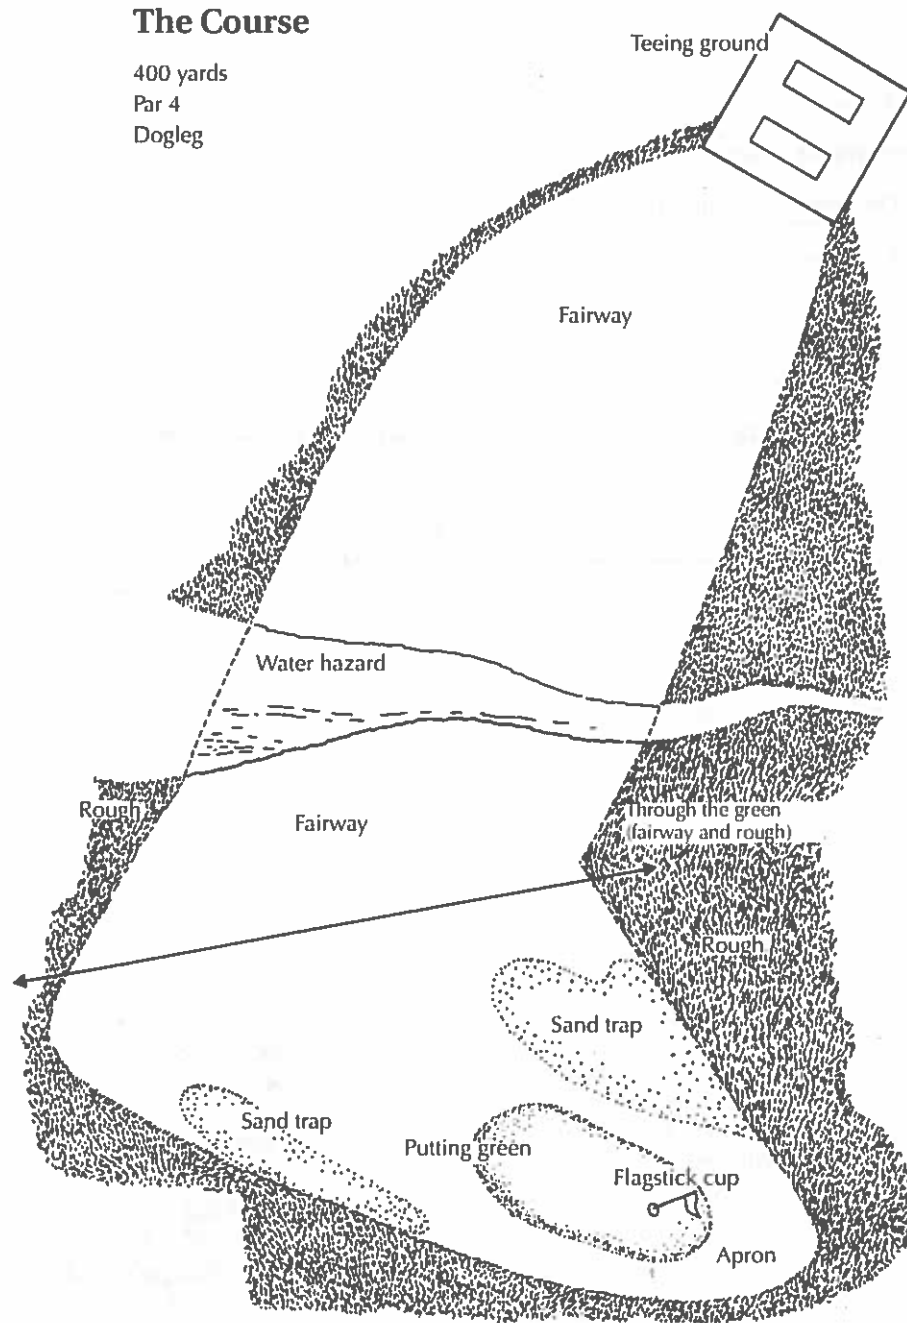 The Course
400 yards
Par 4
Dogleg
Teeing ground
Fairway
Water hazard
Rough
Fairway
Through the green
(fairway and rough)
Rough
Sand trap
Sand trap
Putting green
Flagstick cup
Apron